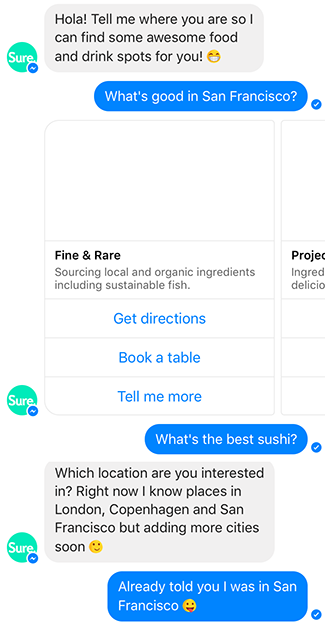 Hola! Tell me where you are so I
can find some awesome food
and drink spots for you! 😁
Sure.
What's good in San Francisco?
Fine & Rare
Sourcing local and organic ingredients
including sustainable fish.
Get directions
Book a table
Tell me more
Projec
Ingred
delicio
Sure.
What's the best sushi?
Which location are you interested
in? Right now I know places in
London, Copenhagen and San
Francisco but adding more cities
soon 🙂
Sure.
Already told you I was in San
Francisco 😜